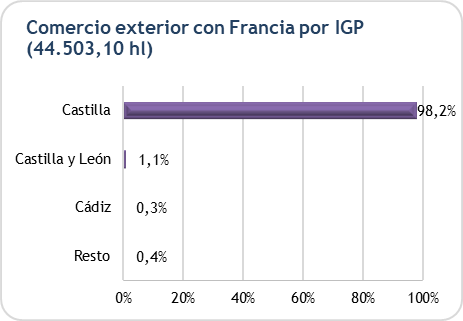 Comercio exterior con Francia por IGP
(44.503,10 hl)
Castilla 98,2%
Castilla y León 1,1%
Cádiz 0,3%
Resto 0,4%
0% 20% 40% 60% 80% 100%